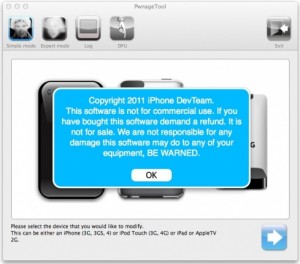 PwnageTool
Simple mode Expert mode Log DFU Exit
Copyright 2011 iPhone DevTeam.
This software is not for commercial use. If you
have bought this software demand a refund. It is
not for sale. We are not responsible for any
damage this software may do to any of your
equipment, BE WARNED.
OK
Please select the device that you would like to modify.
This can be either an iPhone (3G, 3GS, 4) or iPod Touch (3G, 4G) or iPad or AppleTV
2G.